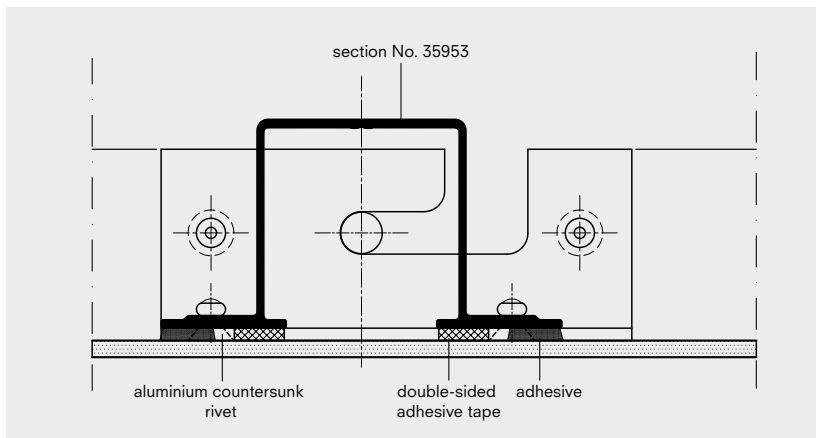 section No. 35953
aluminium countersunk
rivet
double-sided
adhesive tape
adhesive